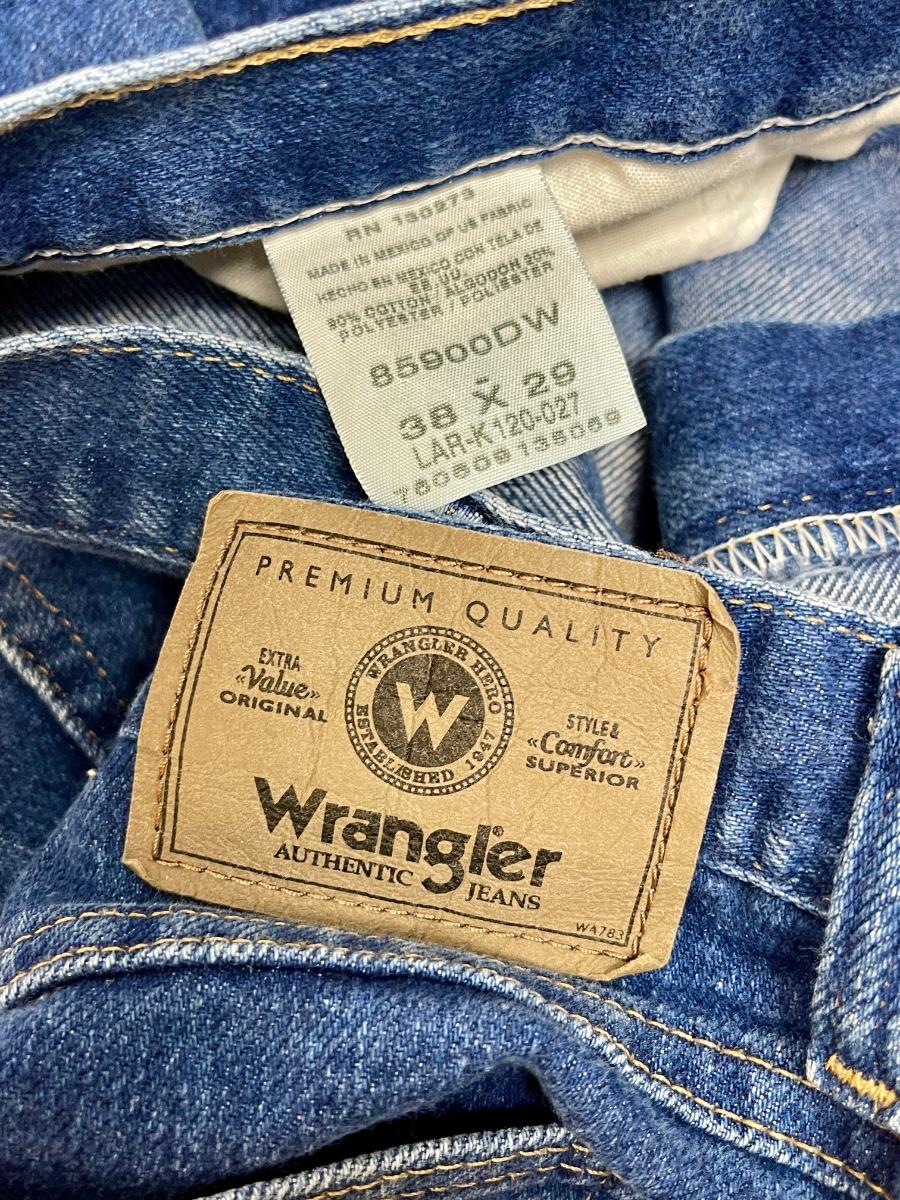 RN 130273
MADE IN MEXICO OF US FABRIC
HECHO EN MEXICO CON TELA DE
EE.UU.
80% COTTON / ALGODON 20%
POLYESTER / POLIESTER
85900DW
38 X 29
LAR-K120-027
PREMIUM QUALITY
EXTRA
«Value»
ORIGINAL
WRANGLER HERO
W
ESTABLISHED 1947
STYLE &
«Comfort»
SUPERIOR
Wrangler®
AUTHENTIC JEANS
WA783